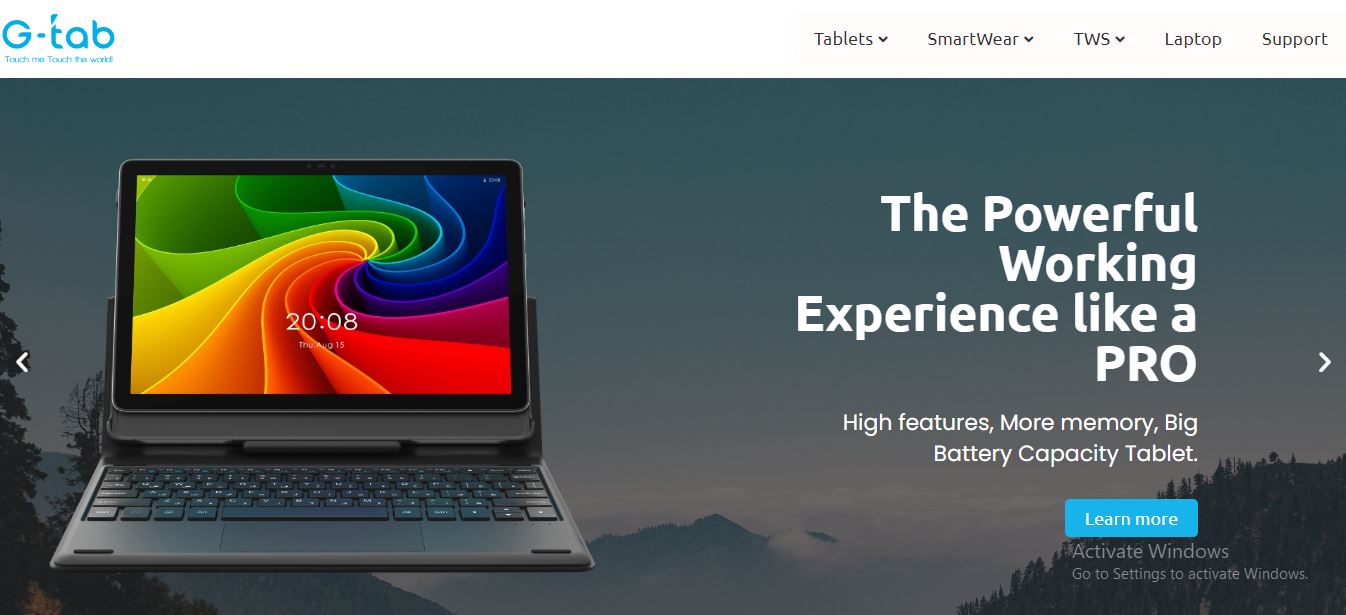 G-tab
Touch me Touch the world!
Tablets
SmartWear
TWS
Laptop
Support
20:08
20:08
Thu, Aug 15
The Powerful
Working
Experience like a
PRO
High features, More memory, Big
Battery Capacity Tablet.
Learn more
Activate Windows
Go to Settings to activate Windows.